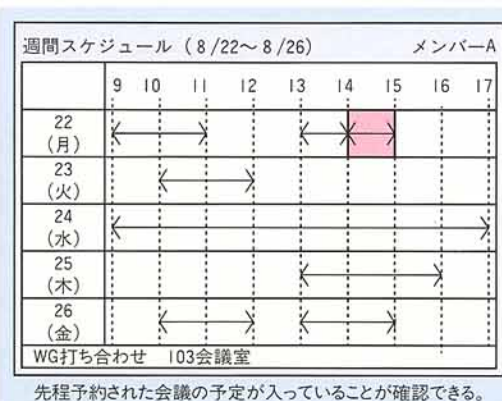 週間スケジュール (8/22〜8/26) メンバーA
9 10 11 12 13 14 15 16 17
22
(月)
23
(火)
24
(水)
25
(木)
26
(金)
WG打ち合わせ 103会議室
先程予約された会議の予定が入っていることが確認できる。